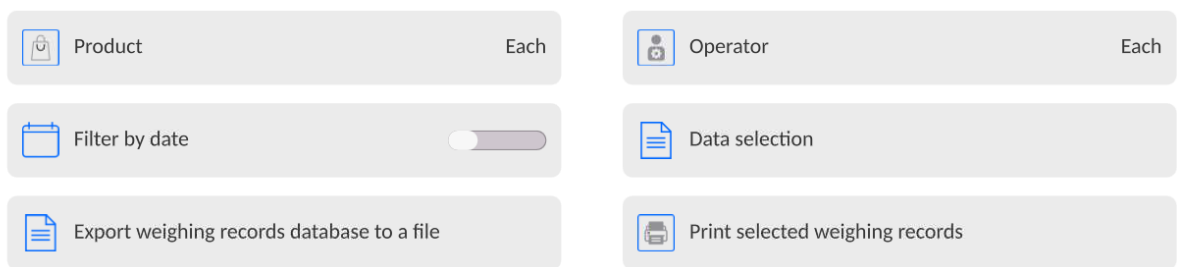 Product Each
Operator Each
Filter by date
Data selection
Export weighing records database to a file
Print selected weighing records